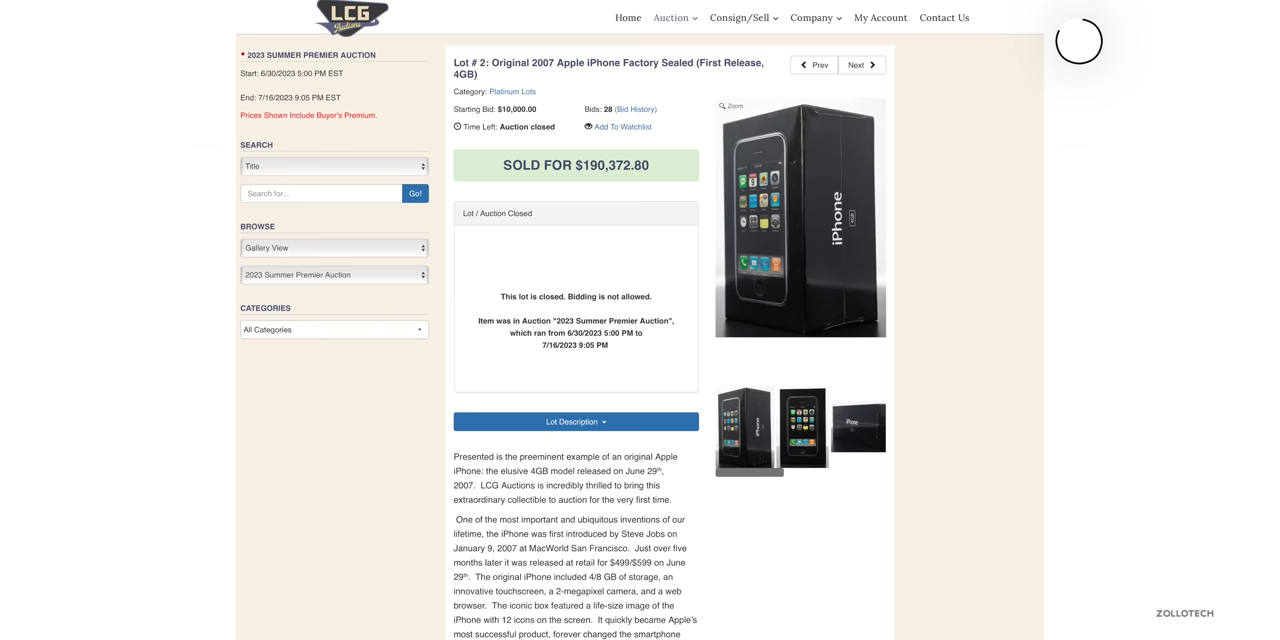 LCG
Auctions
Home
Auction
Consign/Sell
Company
My Account
Contact Us
2023 SUMMER PREMIER AUCTION
Start: 6/30/2023 5:00 PM EST
End: 7/16/2023 9:05 PM EST
Prices Shown Include Buyer's Premium.
SEARCH
Title
Search for...
Go!
BROWSE
Gallery View
2023 Summer Premier Auction
CATEGORIES
All Categories
Lot # 2: Original 2007 Apple iPhone Factory Sealed (First Release,
4GB)
Prev
Next
Category: Platinum Lots
Starting Bid: $10,000.00
Bids: 28 (Bid History)
Time Left: Auction closed
Add To Watchlist
SOLD FOR $190,372.80
Lot / Auction Closed
This lot is closed. Bidding is not allowed.
Item was in Auction "2023 Summer Premier Auction",
which ran from 6/30/2023 5:00 PM to
7/16/2023 9:05 PM
Lot Description
Presented is the preeminent example of an original Apple
iPhone: the elusive 4GB model released on June 29th,
2007. LCG Auctions is incredibly thrilled to bring this
extraordinary collectible to auction for the very first time.
One of the most important and ubiquitous inventions of our
lifetime, the iPhone was first introduced by Steve Jobs on
January 9, 2007 at MacWorld San Francisco. Just over five
months later it was released at retail for $499/$599 on June
29th. The original iPhone included 4/8 GB of storage, an
innovative touchscreen, a 2-megapixel camera, and a web
browser. The iconic box featured a life-size image of the
iPhone with 12 icons on the screen. It quickly became Apple's
most successful product, forever changed the smartphone
Zoom
iPhone
4GB
iPhone
iPhone
ZOLLOTECH